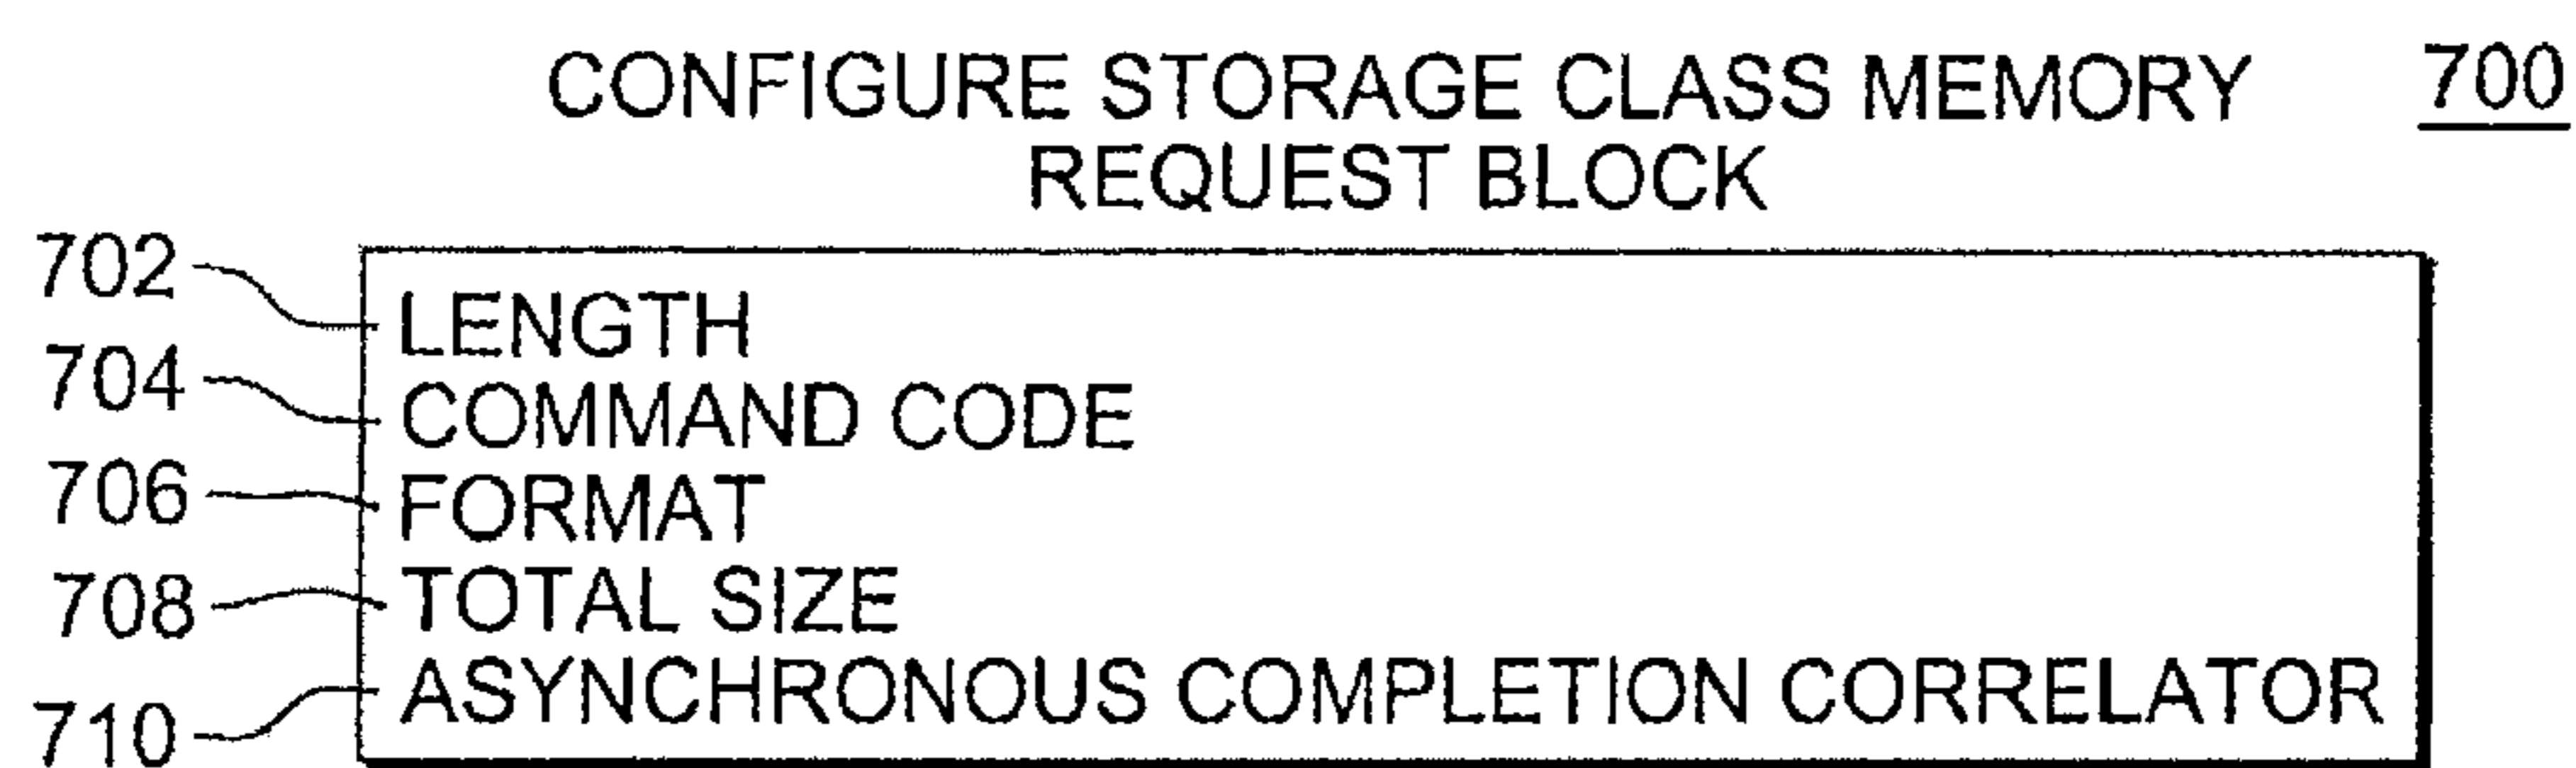 CONFIGURE STORAGE CLASS MEMORY 700
REQUEST BLOCK
702 LENGTH
704 COMMAND CODE
706 FORMAT
708 TOTAL SIZE
710 ASYNCHRONOUS COMPLETION CORRELATOR